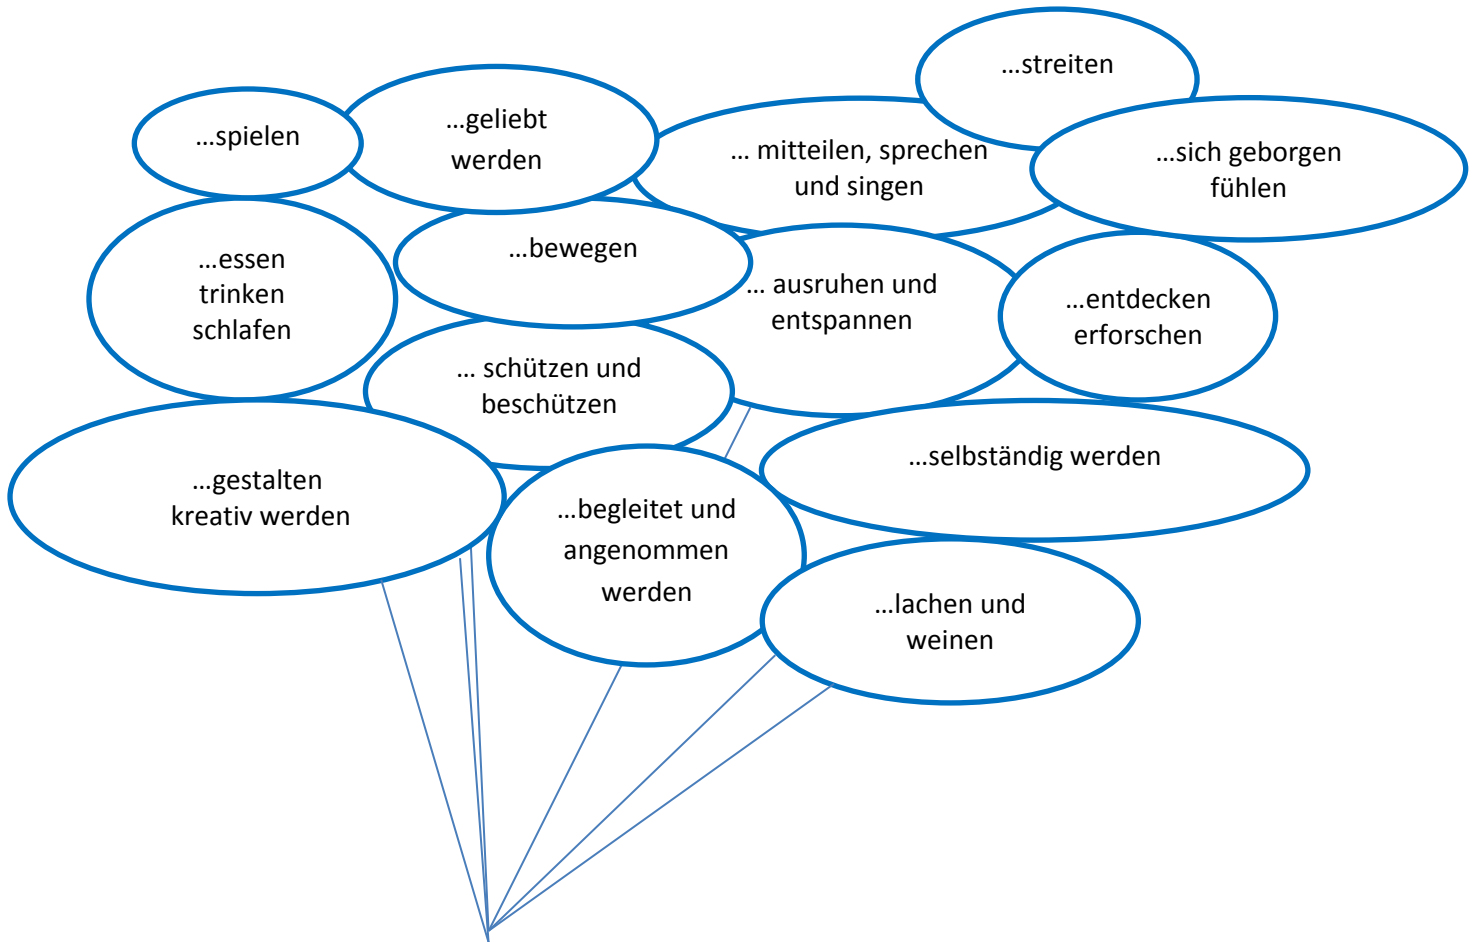 …streiten
…spielen
…geliebt
werden
… mitteilen, sprechen
und singen
…sich geborgen
fühlen
…essen
trinken
schlafen
…bewegen
… ausruhen und
entspannen
…entdecken
erforschen
… schützen und
beschützen
…selbständig werden
…gestalten
kreativ werden
…begleitet und
angenommen
werden
…lachen und
weinen